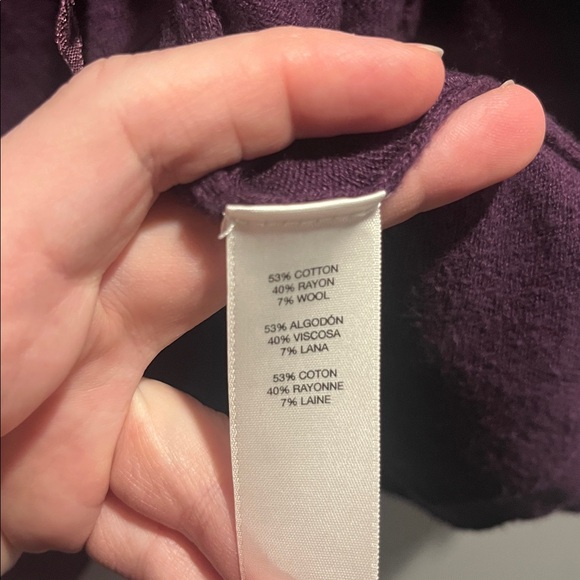 53% COTTON
40% RAYON
7% WOOL
53% ALGODÓN
40% VISCOSA
7% LANA
53% COTON
40% RAYONNE
7% LAINE